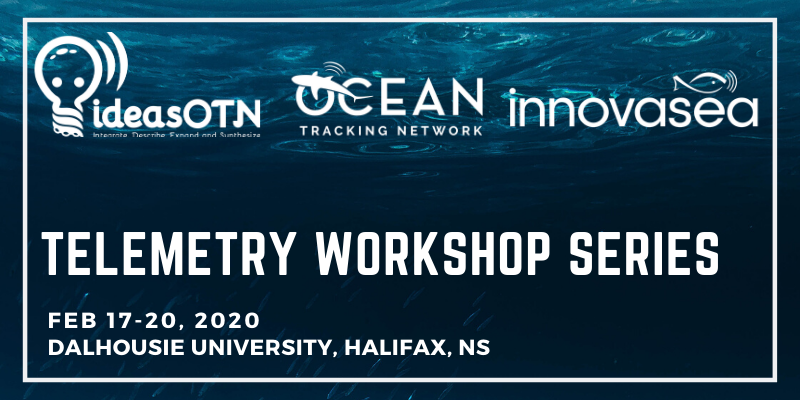 ideasOTN
Integrate, Describe, Expand and Synthesize
OCEAN
TRACKING NETWORK
innovasea
TELEMETRY WORKSHOP SERIES
FEB 17-20, 2020
DALHOUSIE UNIVERSITY, HALIFAX, NS